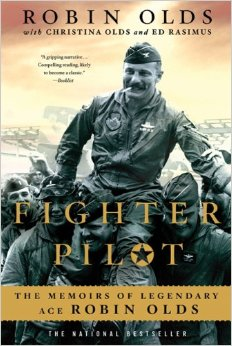 ROBIN OLDS
with CHRISTINA OLDS and ED RASIMUS
"A gripping narrative...
Compelling reading, likely
to become a classic."
—Booklist
FIGHTER
PILOT
THE MEMOIRS OF LEGENDARY
ACE ROBIN OLDS
THE NATIONAL BESTSELLER